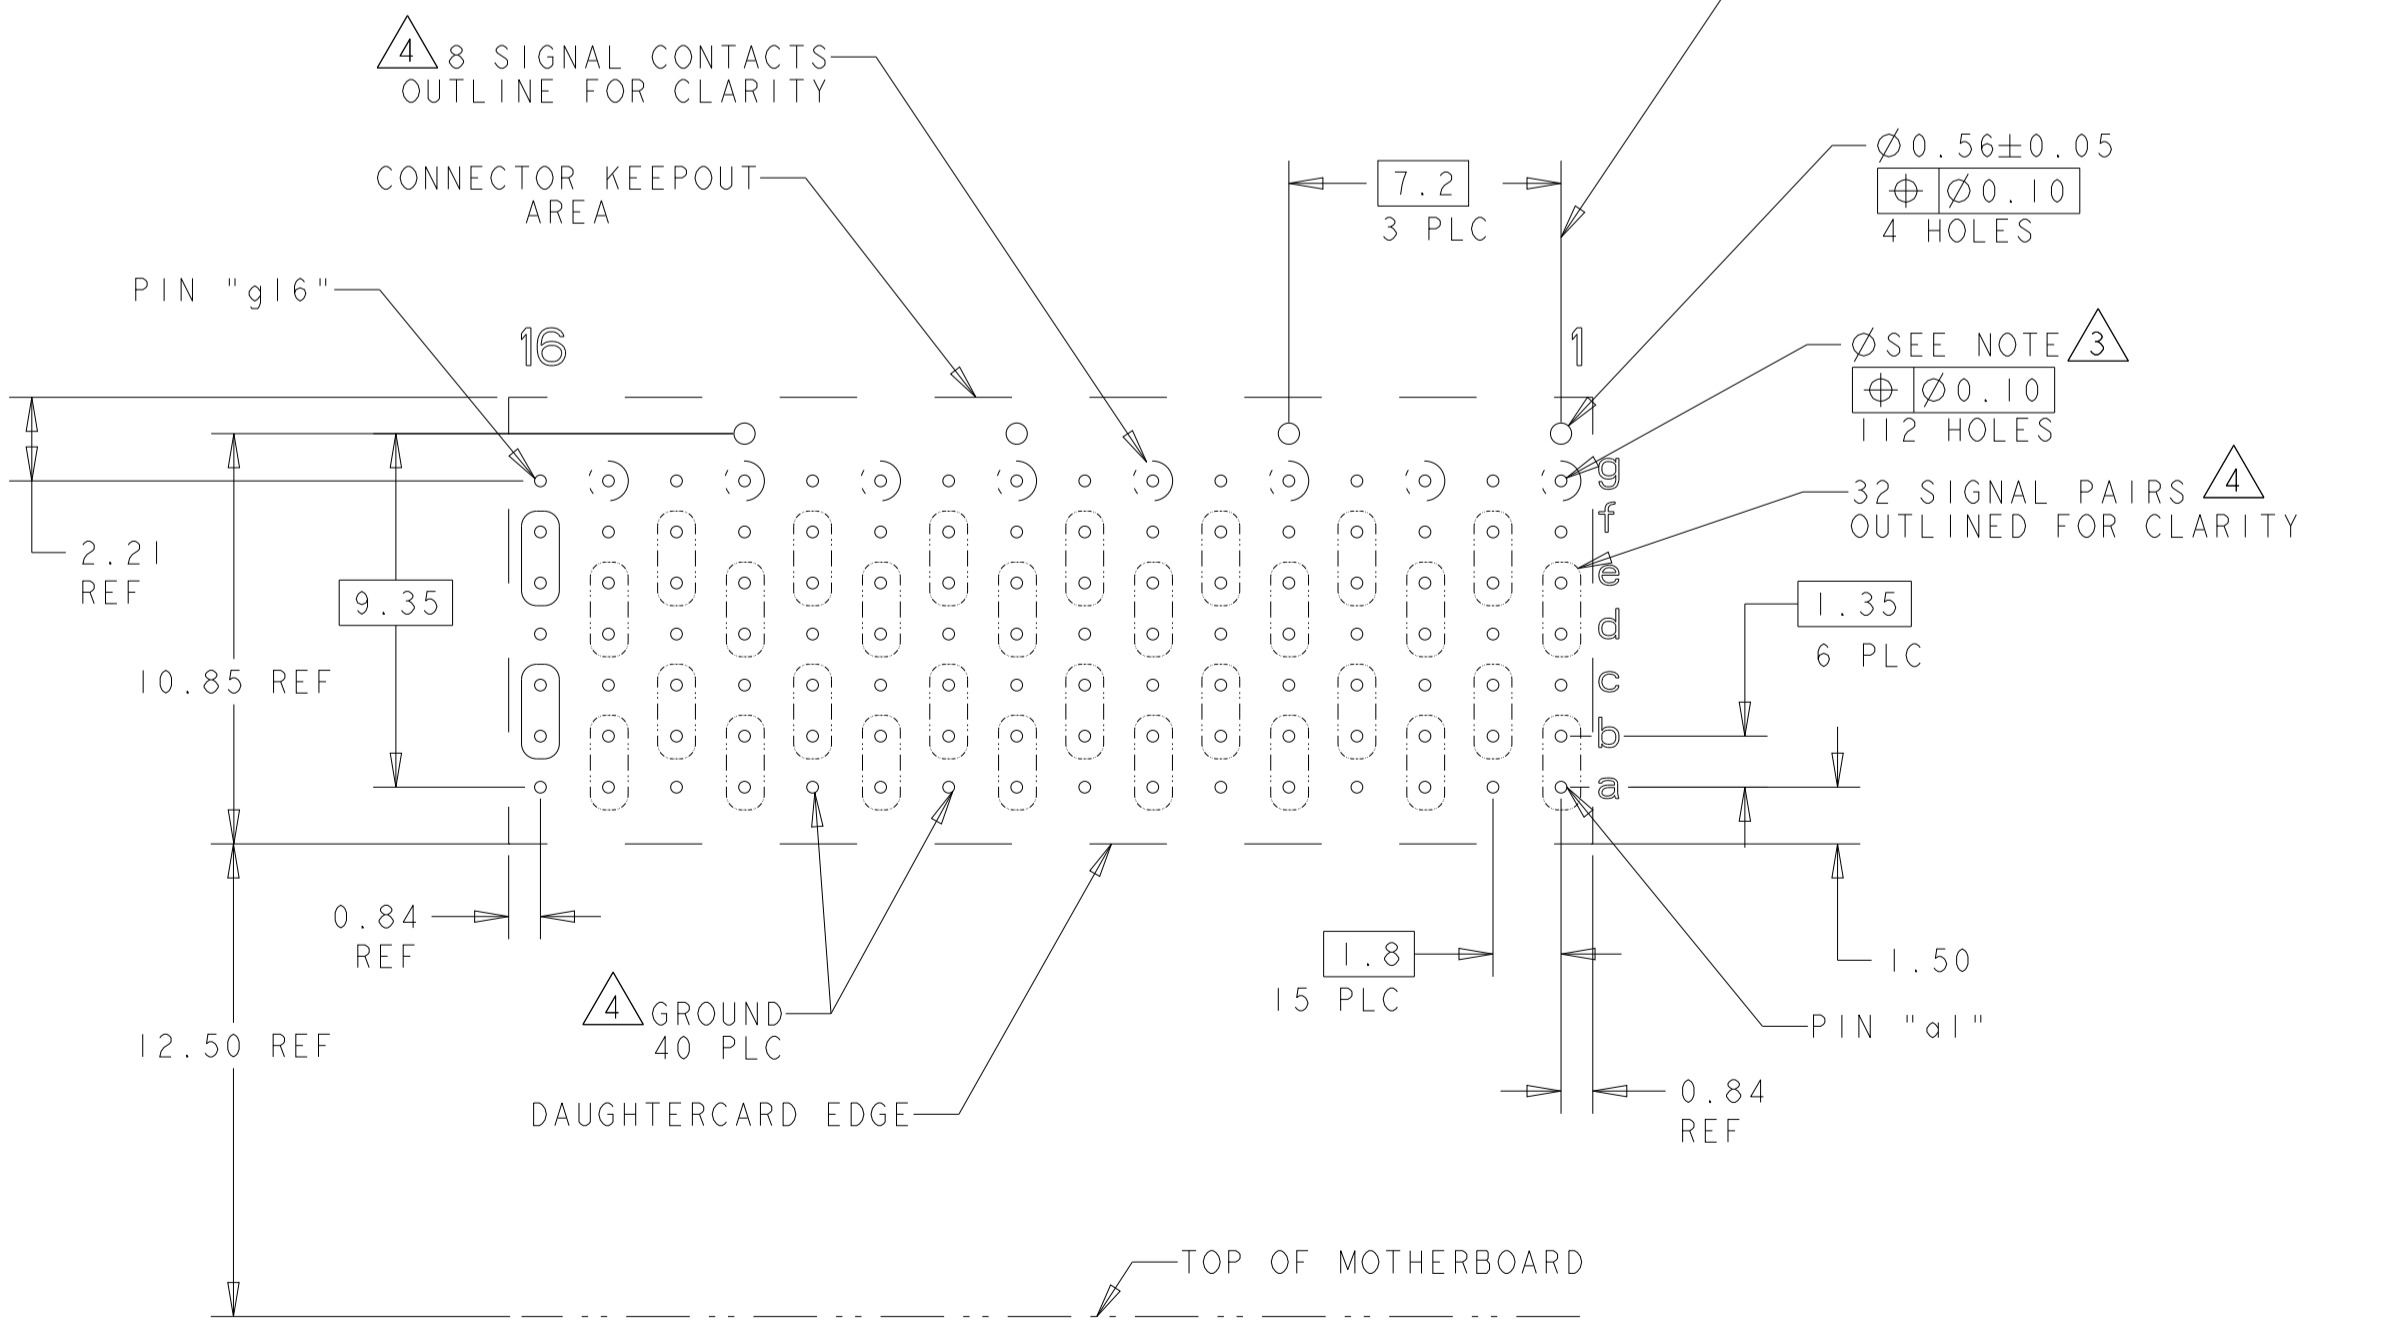 4 8 SIGNAL CONTACTS
OUTLINE FOR CLARITY
CONNECTOR KEEPOUT
AREA
PIN "g16"
16
1
7.2
3 PLC
Ø0.56±0.05
⌖ Ø0.10
4 HOLES
ØSEE NOTE 3
⌖ Ø0.10
112 HOLES
32 SIGNAL PAIRS 4
OUTLINED FOR CLARITY
g
f
e
d
c
b
a
2.21
REF
9.35
10.85 REF
1.35
6 PLC
0.84
REF
1.8
15 PLC
1.50
4 GROUND
40 PLC
PIN "a1"
12.50 REF
DAUGHTERCARD EDGE
0.84
REF
TOP OF MOTHERBOARD